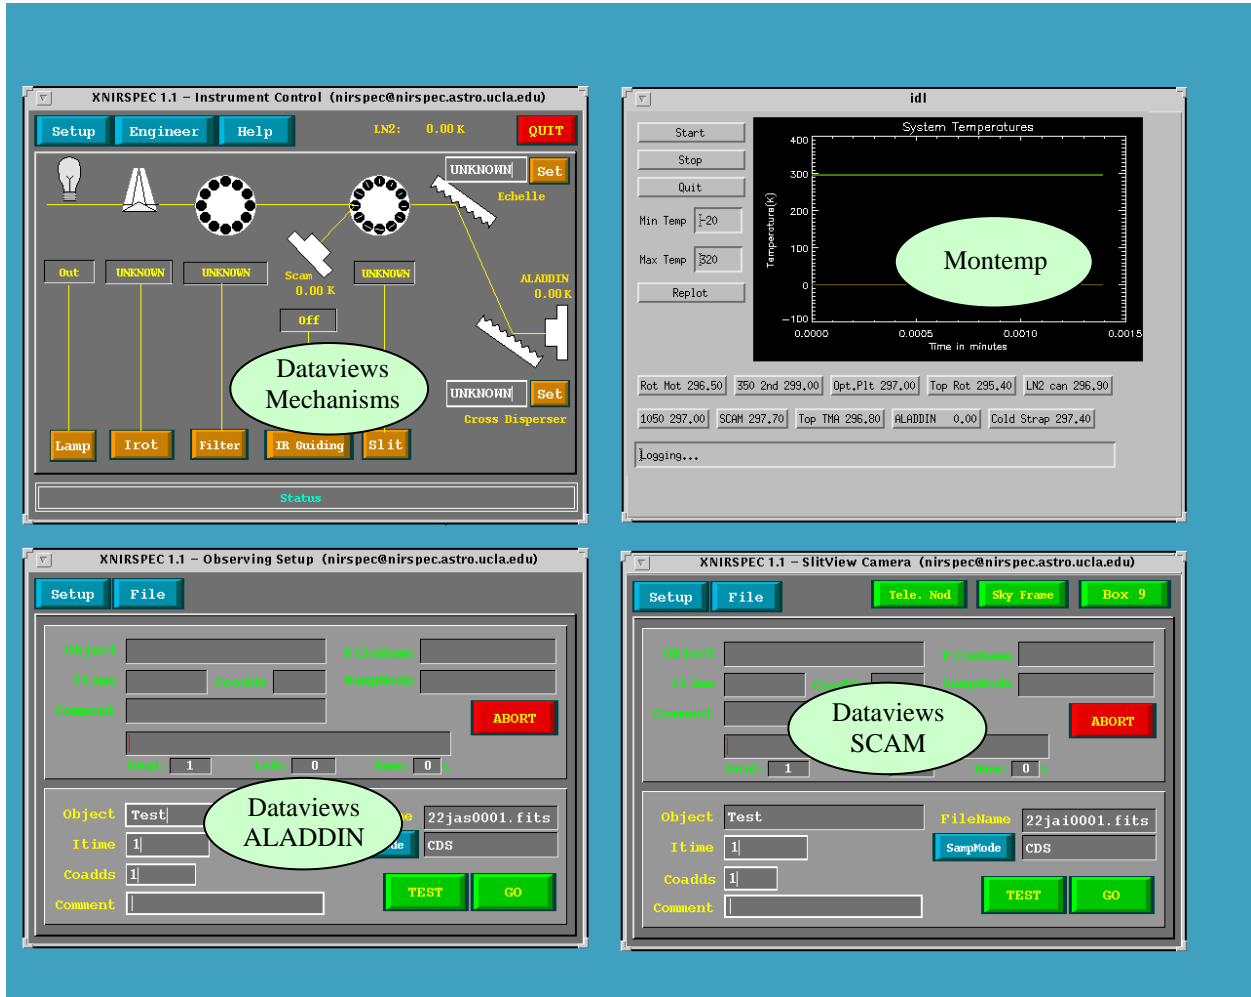 XNIRSPEC 1.1 – Instrument Control (nirspec@nirspec.astro.ucla.edu)
Setup Engineer Help LN2: 0.00 K QUIT
UNKNOWN Set
Echelle
Out UNKNOWN UNKNOWN Scam UNKNOWN
0.00 K
ALADDIN
0.00 K
Off
Dataviews
Mechanisms
UNKNOWN Set
Cross Disperser
Lamp Irot Filter IR Guiding Slit
Status
idl
Start
Stop
Quit
Min Temp -20
Max Temp 320
Replot
System Temperatures
Temperature(K)
400
300
200
100
0
-100
0.0000 0.0005 0.0010 0.0015
Time in minutes
Montemp
Rot Mot 296.50 350 2nd 299.00 Opt.Plt 297.00 Top Rot 295.40 LN2 can 296.90
1050 297.00 SCAM 297.70 Top TMA 296.80 ALADDIN 0.00 Cold Strap 297.40
Logging...
XNIRSPEC 1.1 – Observing Setup (nirspec@nirspec.astro.ucla.edu)
Setup File
Object FileName
Itime Coadds SampMode
Comment
ABORT
Total: 1 Left: 0 Done: 0 %
Dataviews
ALADDIN
Object Test 22jas0001.fits
Itime 1 CDS
Coadds 1
TEST GO
Comment
XNIRSPEC 1.1 – SlitView Camera (nirspec@nirspec.astro.ucla.edu)
Setup File Tele. Nod Sky Frame Box 9
Object FileName
Itime Coadds SampMode
Comment
ABORT
Dataviews
SCAM
Total: 1 Done: 0
Object Test FileName 22jai0001.fits
Itime 1 SampMode CDS
Coadds 1
TEST GO
Comment